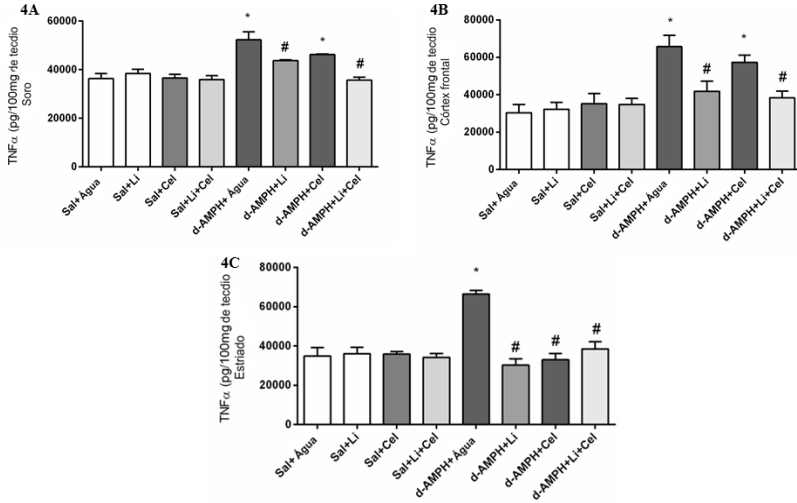 4A
TNFα (pg/100mg de tecdio
Soro
60000
40000
20000
0
*
#
*
#
Sal+Água
Sal+Li
Sal+Cel
Sal+Li+Cel
d-AMPH+Água
d-AMPH+Li
d-AMPH+Cel
d-AMPH+Li+Cel
4B
TNFα (pg/100mg de tecdio
Córtex frontal
80000
60000
40000
20000
0
*
#
*
#
Sal+Água
Sal+Li
Sal+Cel
Sal+Li+Cel
d-AMPH+Água
d-AMPH+Li
d-AMPH+Cel
d-AMPH+Li+Cel
4C
TNFα (pg/100mg de tecdio
Estriado
80000
60000
40000
20000
0
*
#
#
#
Sal+Água
Sal+Li
Sal+Cel
Sal+Li+Cel
d-AMPH+Água
d-AMPH+Li
d-AMPH+Cel
d-AMPH+Li+Cel